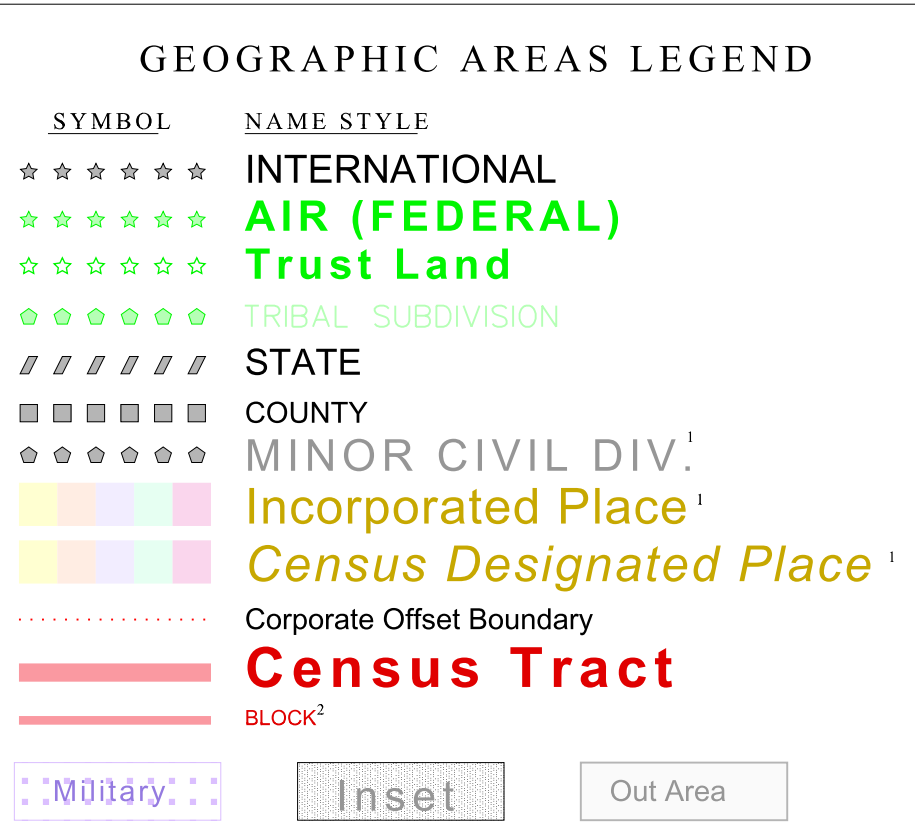 GEOGRAPHIC AREAS LEGEND
SYMBOL NAME STYLE
INTERNATIONAL
AIR (FEDERAL)
Trust Land
TRIBAL SUBDIVISION
STATE
COUNTY
MINOR CIVIL DIV.¹
Incorporated Place ¹
Census Designated Place ¹
Corporate Offset Boundary
Census Tract
BLOCK²
Military Inset Out Area